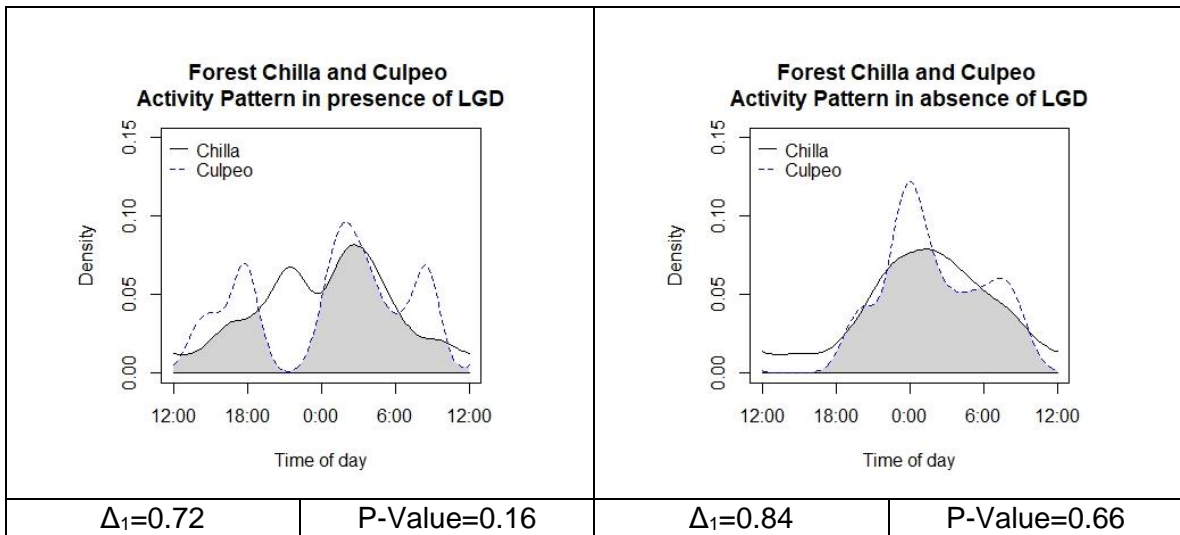 Forest Chilla and Culpeo
Activity Pattern in presence of LGD
Chilla
Culpeo
0.15
0.10
0.05
0.00
Density
12:00 18:00 0:00 6:00 12:00
Time of day
Forest Chilla and Culpeo
Activity Pattern in absence of LGD
Chilla
Culpeo
0.15
0.10
0.05
0.00
Density
12:00 18:00 0:00 6:00 12:00
Time of day
Δ₁=0.72 P-Value=0.16 Δ₁=0.84 P-Value=0.66